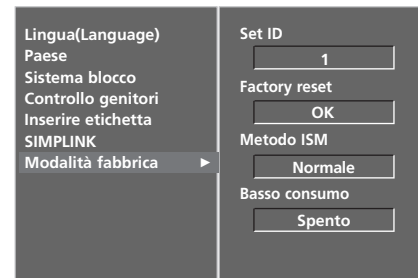 Lingua(Language)
Paese
Sistema blocco
Controllo genitori
Inserire etichetta
SIMPLINK
Modalità fabbrica ►
Set ID
1
Factory reset
OK
Metodo ISM
Normale
Basso consumo
Spento